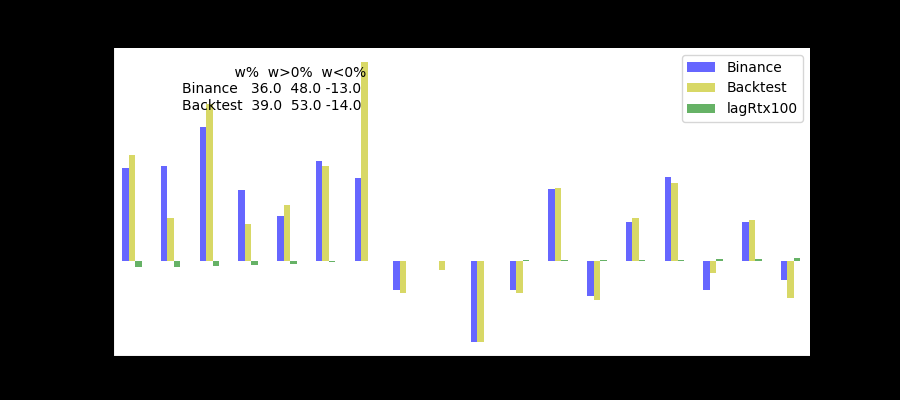 w% w>0% w<0%
Binance 36.0 48.0 -13.0
Backtest 39.0 53.0 -14.0
Binance
Backtest
lagRtx100